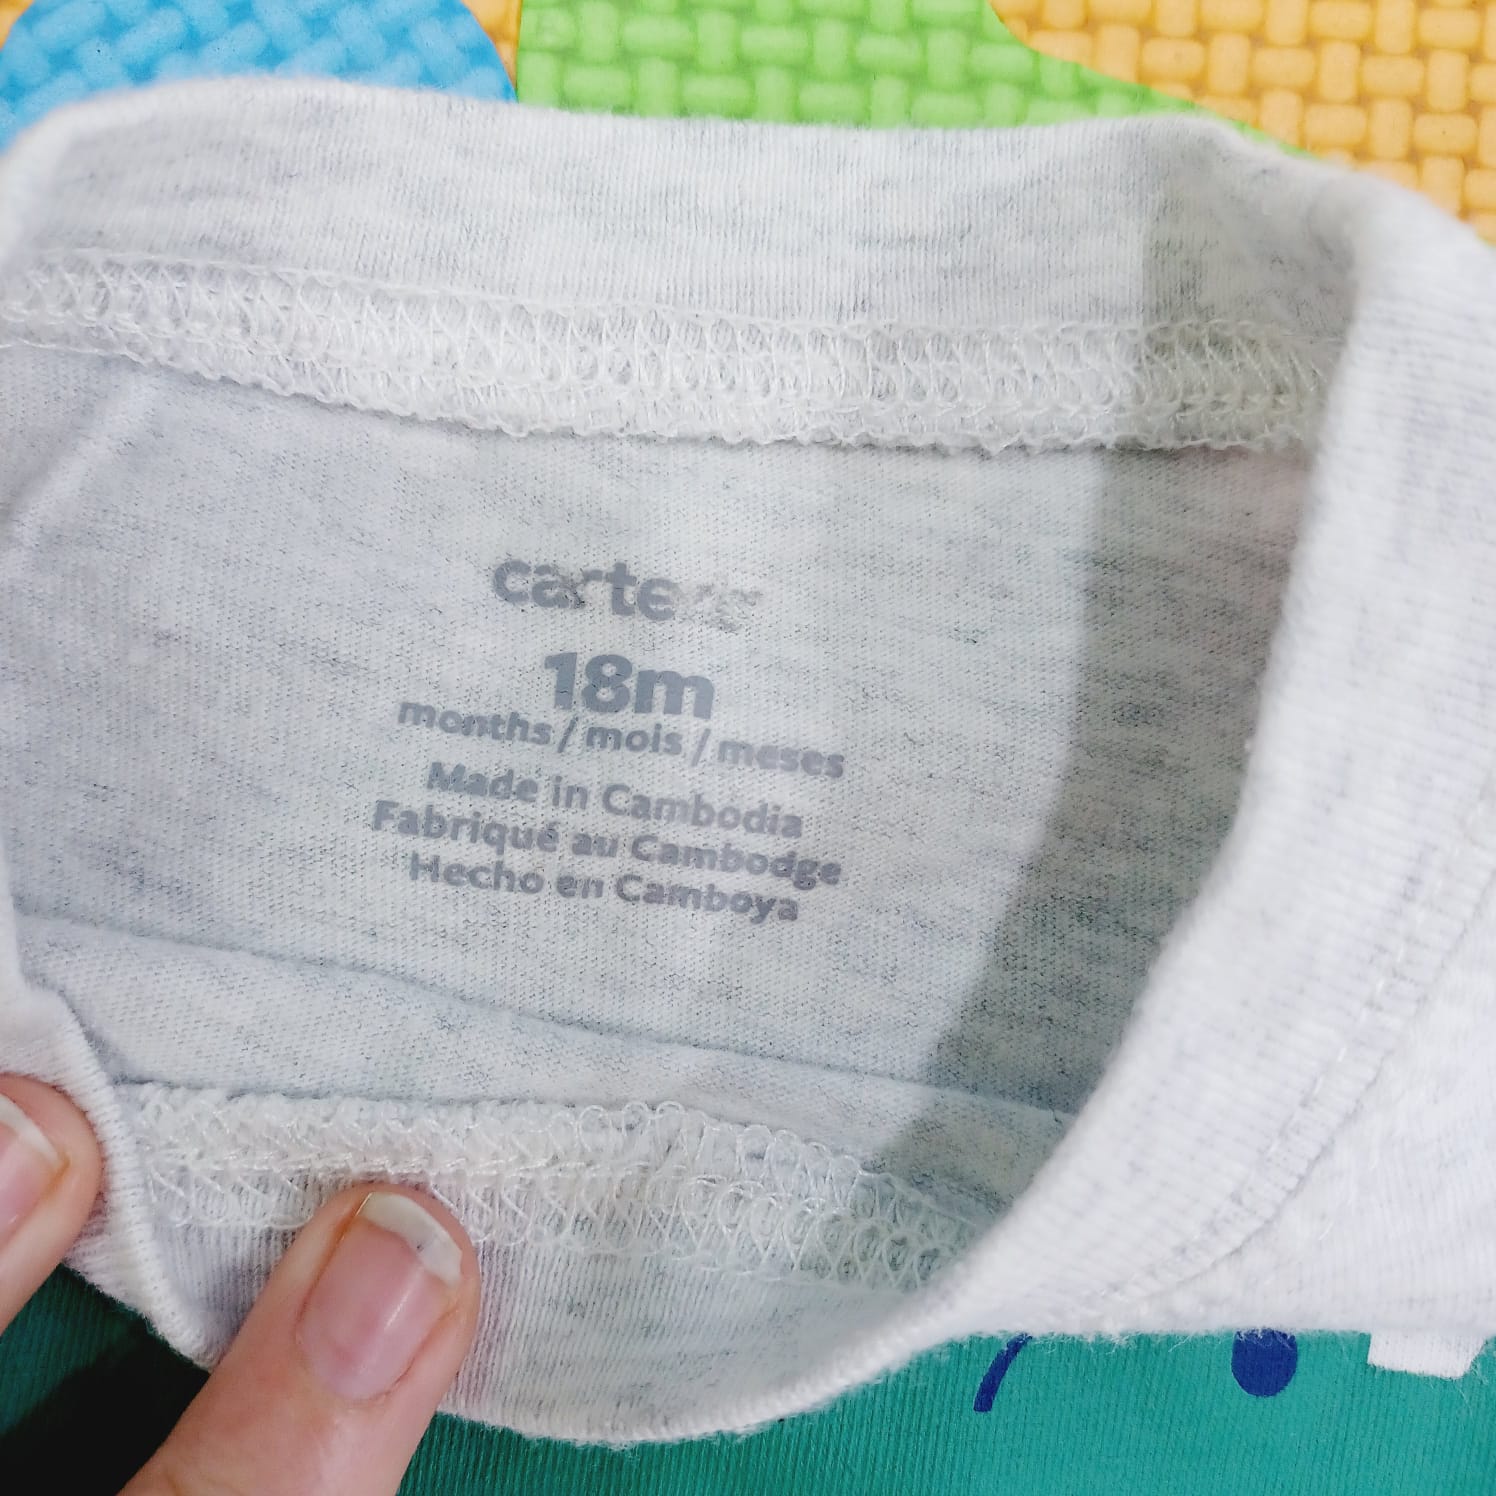 carter's
18m
months / mois / meses
Made in Cambodia
Fabriqué au Cambodge
Hecho en Camboya